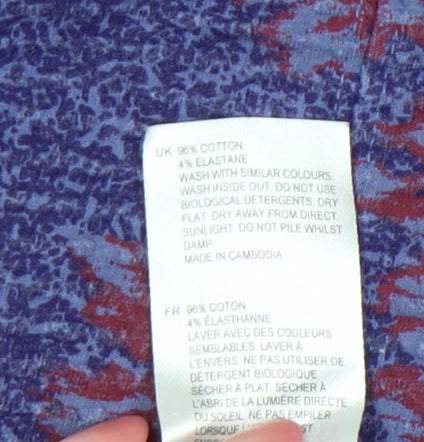 UK 96% COTTON
4% ELASTANE
WASH WITH SIMILAR COLOURS
WASH INSIDE OUT. DO NOT USE
BIOLOGICAL DETERGENTS. DRY
FLAT. DRY AWAY FROM DIRECT
SUNLIGHT. DO NOT PILE WHILST
DAMP
MADE IN CAMBODIA
FR 96% COTON
4% ÉLASTHANNE
LAVER AVEC DES COULEURS
SEMBLABLES. LAVER À
L'ENVERS. NE PAS UTILISER DE
DÉTERGENT BIOLOGIQUE.
SÉCHER À PLAT. SÉCHER À
L'ABRI DE LA LUMIÈRE DIRECTE
DU SOLEIL. NE PAS EMPILER
LORSQUE